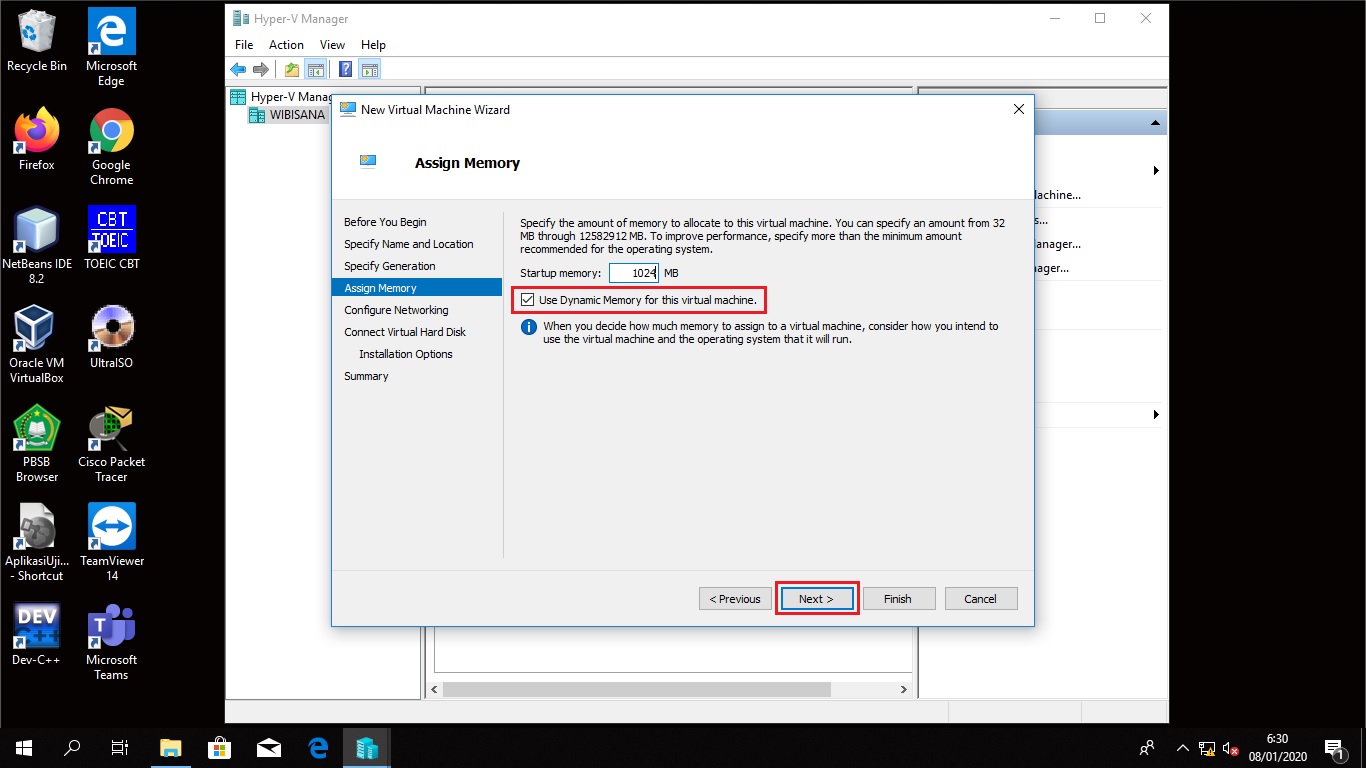 Recycle Bin
Microsoft
Edge
Firefox
Google
Chrome
NetBeans IDE
8.2
CBT
TOEIC
TOEIC CBT
Oracle VM
VirtualBox
UltraISO
PBSB
Browser
Cisco Packet
Tracer
AplikasiUji...
- Shortcut
TeamViewer
14
DEV
C++
Dev-C++
T
Microsoft
Teams
Hyper-V Manager
File Action View Help
Hyper-V Manag
WIBISANA
New Virtual Machine Wizard
Assign Memory
Before You Begin
Specify Name and Location
Specify Generation
Assign Memory
Configure Networking
Connect Virtual Hard Disk
Installation Options
Summary
Specify the amount of memory to allocate to this virtual machine. You can specify an amount from 32
MB through 12582912 MB. To improve performance, specify more than the minimum amount
recommended for the operating system.
Startup memory: 1024 MB
Use Dynamic Memory for this virtual machine.
When you decide how much memory to assign to a virtual machine, consider how you intend to
use the virtual machine and the operating system that it will run.
< Previous Next > Finish Cancel
achine...
s...
anager...
ager...
6:30
08/01/2020
1